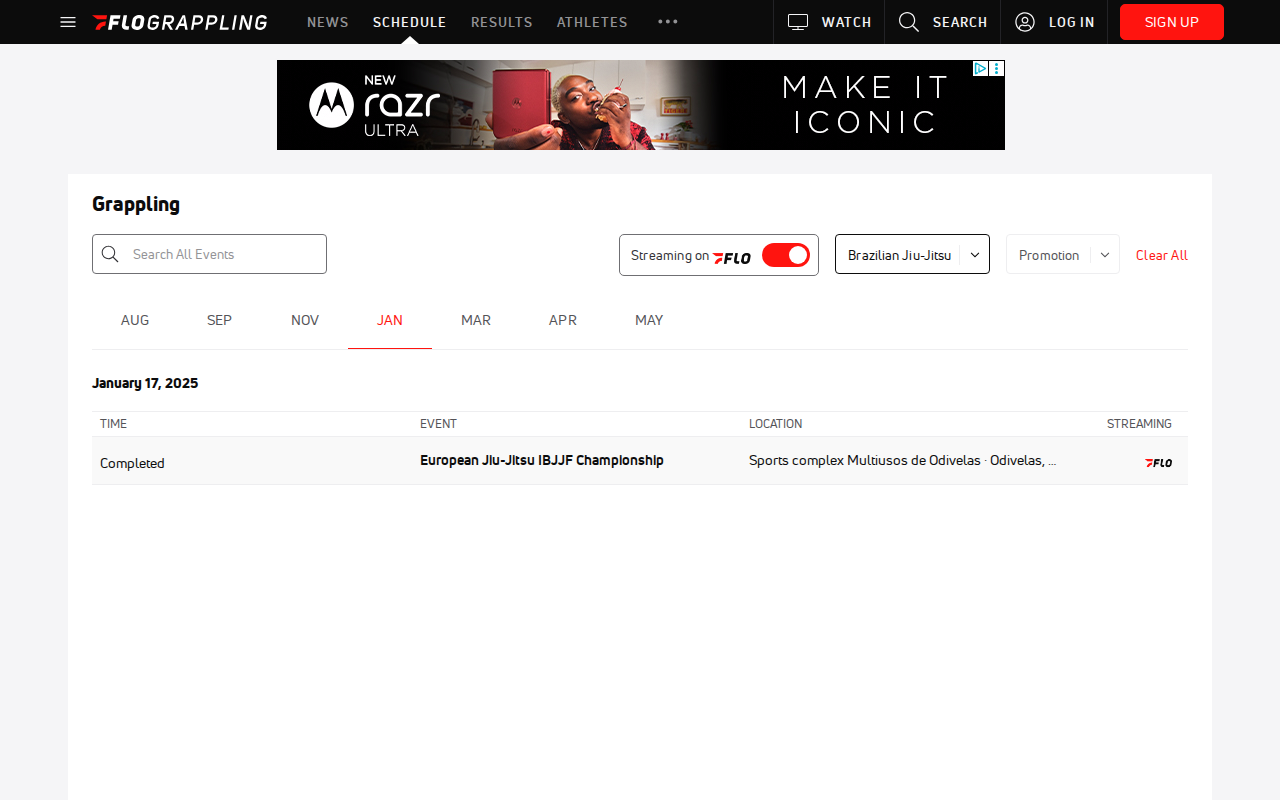 FLOGRAPPLING NEWS SCHEDULE RESULTS ATHLETES WATCH SEARCH LOG IN SIGN UP
NEW
razr
ULTRA
MAKE IT
ICONIC
Grappling
Search All Events Streaming on FLO Brazilian Jiu-Jitsu Promotion Clear All
AUG SEP NOV JAN MAR APR MAY
January 17, 2025
TIME EVENT LOCATION STREAMING
Completed European Jiu-Jitsu IBJJF Championship Sports complex Multiusos de Odivelas · Odivelas, ... FLO